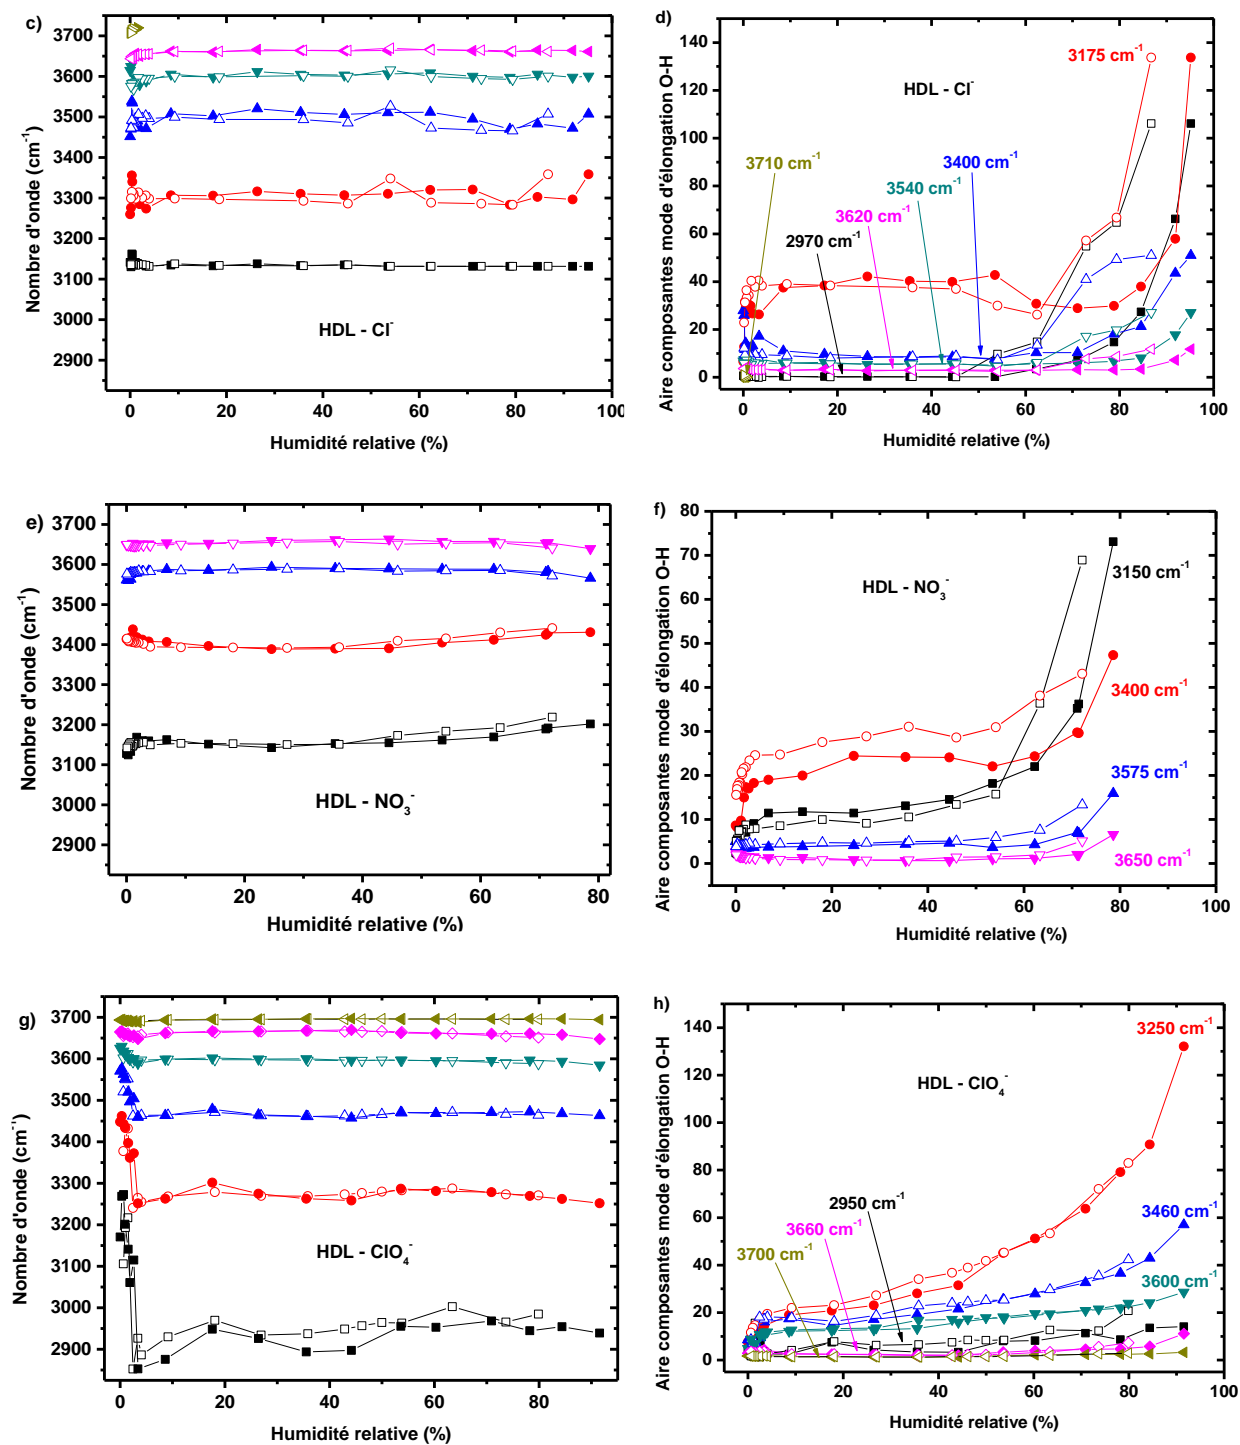 c)
Nombre d'onde (cm⁻¹)
3700
3600
3500
3400
3300
3200
3100
3000
2900
HDL - Cl⁻
0 20 40 60 80 100
Humidité relative (%)
d)
Aire composantes mode d'élongation O-H
140
120
100
80
60
40
20
0
3175 cm⁻¹
HDL - Cl⁻
3710 cm⁻¹
3400 cm⁻¹
3540 cm⁻¹
3620 cm⁻¹
2970 cm⁻¹
0 20 40 60 80 100
Humidité relative (%)
e)
Nombre d'onde (cm⁻¹)
3700
3600
3500
3400
3300
3200
3100
3000
2900
HDL - NO₃⁻
0 20 40 60 80
Humidité relative (%)
f)
Aire composantes mode d'élongation O-H
80
70
60
50
40
30
20
10
0
HDL - NO₃⁻
3150 cm⁻¹
3400 cm⁻¹
3575 cm⁻¹
3650 cm⁻¹
0 20 40 60 80 100
Humidité relative (%)
g)
Nombre d'onde (cm⁻¹)
3700
3600
3500
3400
3300
3200
3100
3000
2900
HDL - ClO₄⁻
0 20 40 60 80
Humidité relative (%)
h)
Aire composantes mode d'élongation O-H
140
120
100
80
60
40
20
0
3250 cm⁻¹
HDL - ClO₄⁻
2950 cm⁻¹
3460 cm⁻¹
3660 cm⁻¹
3700 cm⁻¹
3600 cm⁻¹
0 20 40 60 80 100
Humidité relative (%)